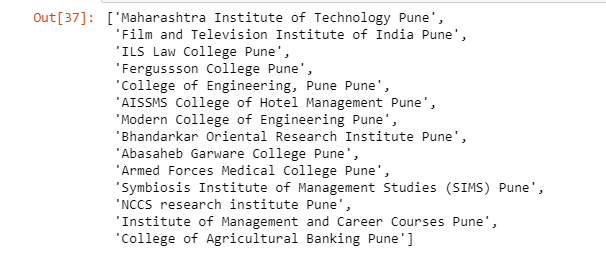 Out[37]: ['Maharashtra Institute of Technology Pune',
'Film and Television Institute of India Pune',
'ILS Law College Pune',
'Fergussson College Pune',
'College of Engineering, Pune Pune',
'AISSMS College of Hotel Management Pune',
'Modern College of Engineering Pune',
'Bhandarkar Oriental Research Institute Pune',
'Abasaheb Garware College Pune',
'Armed Forces Medical College Pune',
'Symbiosis Institute of Management Studies (SIMS) Pune',
'NCCS research institute Pune',
'Institute of Management and Career Courses Pune',
'College of Agricultural Banking Pune']